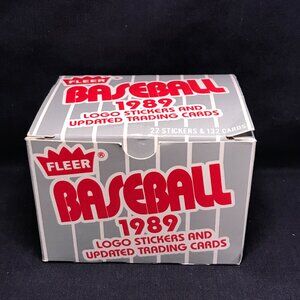 FLEER
BASEBALL
1989
LOGO STICKERS AND
UPDATED TRADING CARDS
22 STICKERS & 132 CARDS
FLEER ®
BASEBALL
1989
LOGO STICKERS AND
UPDATED TRADING CARDS